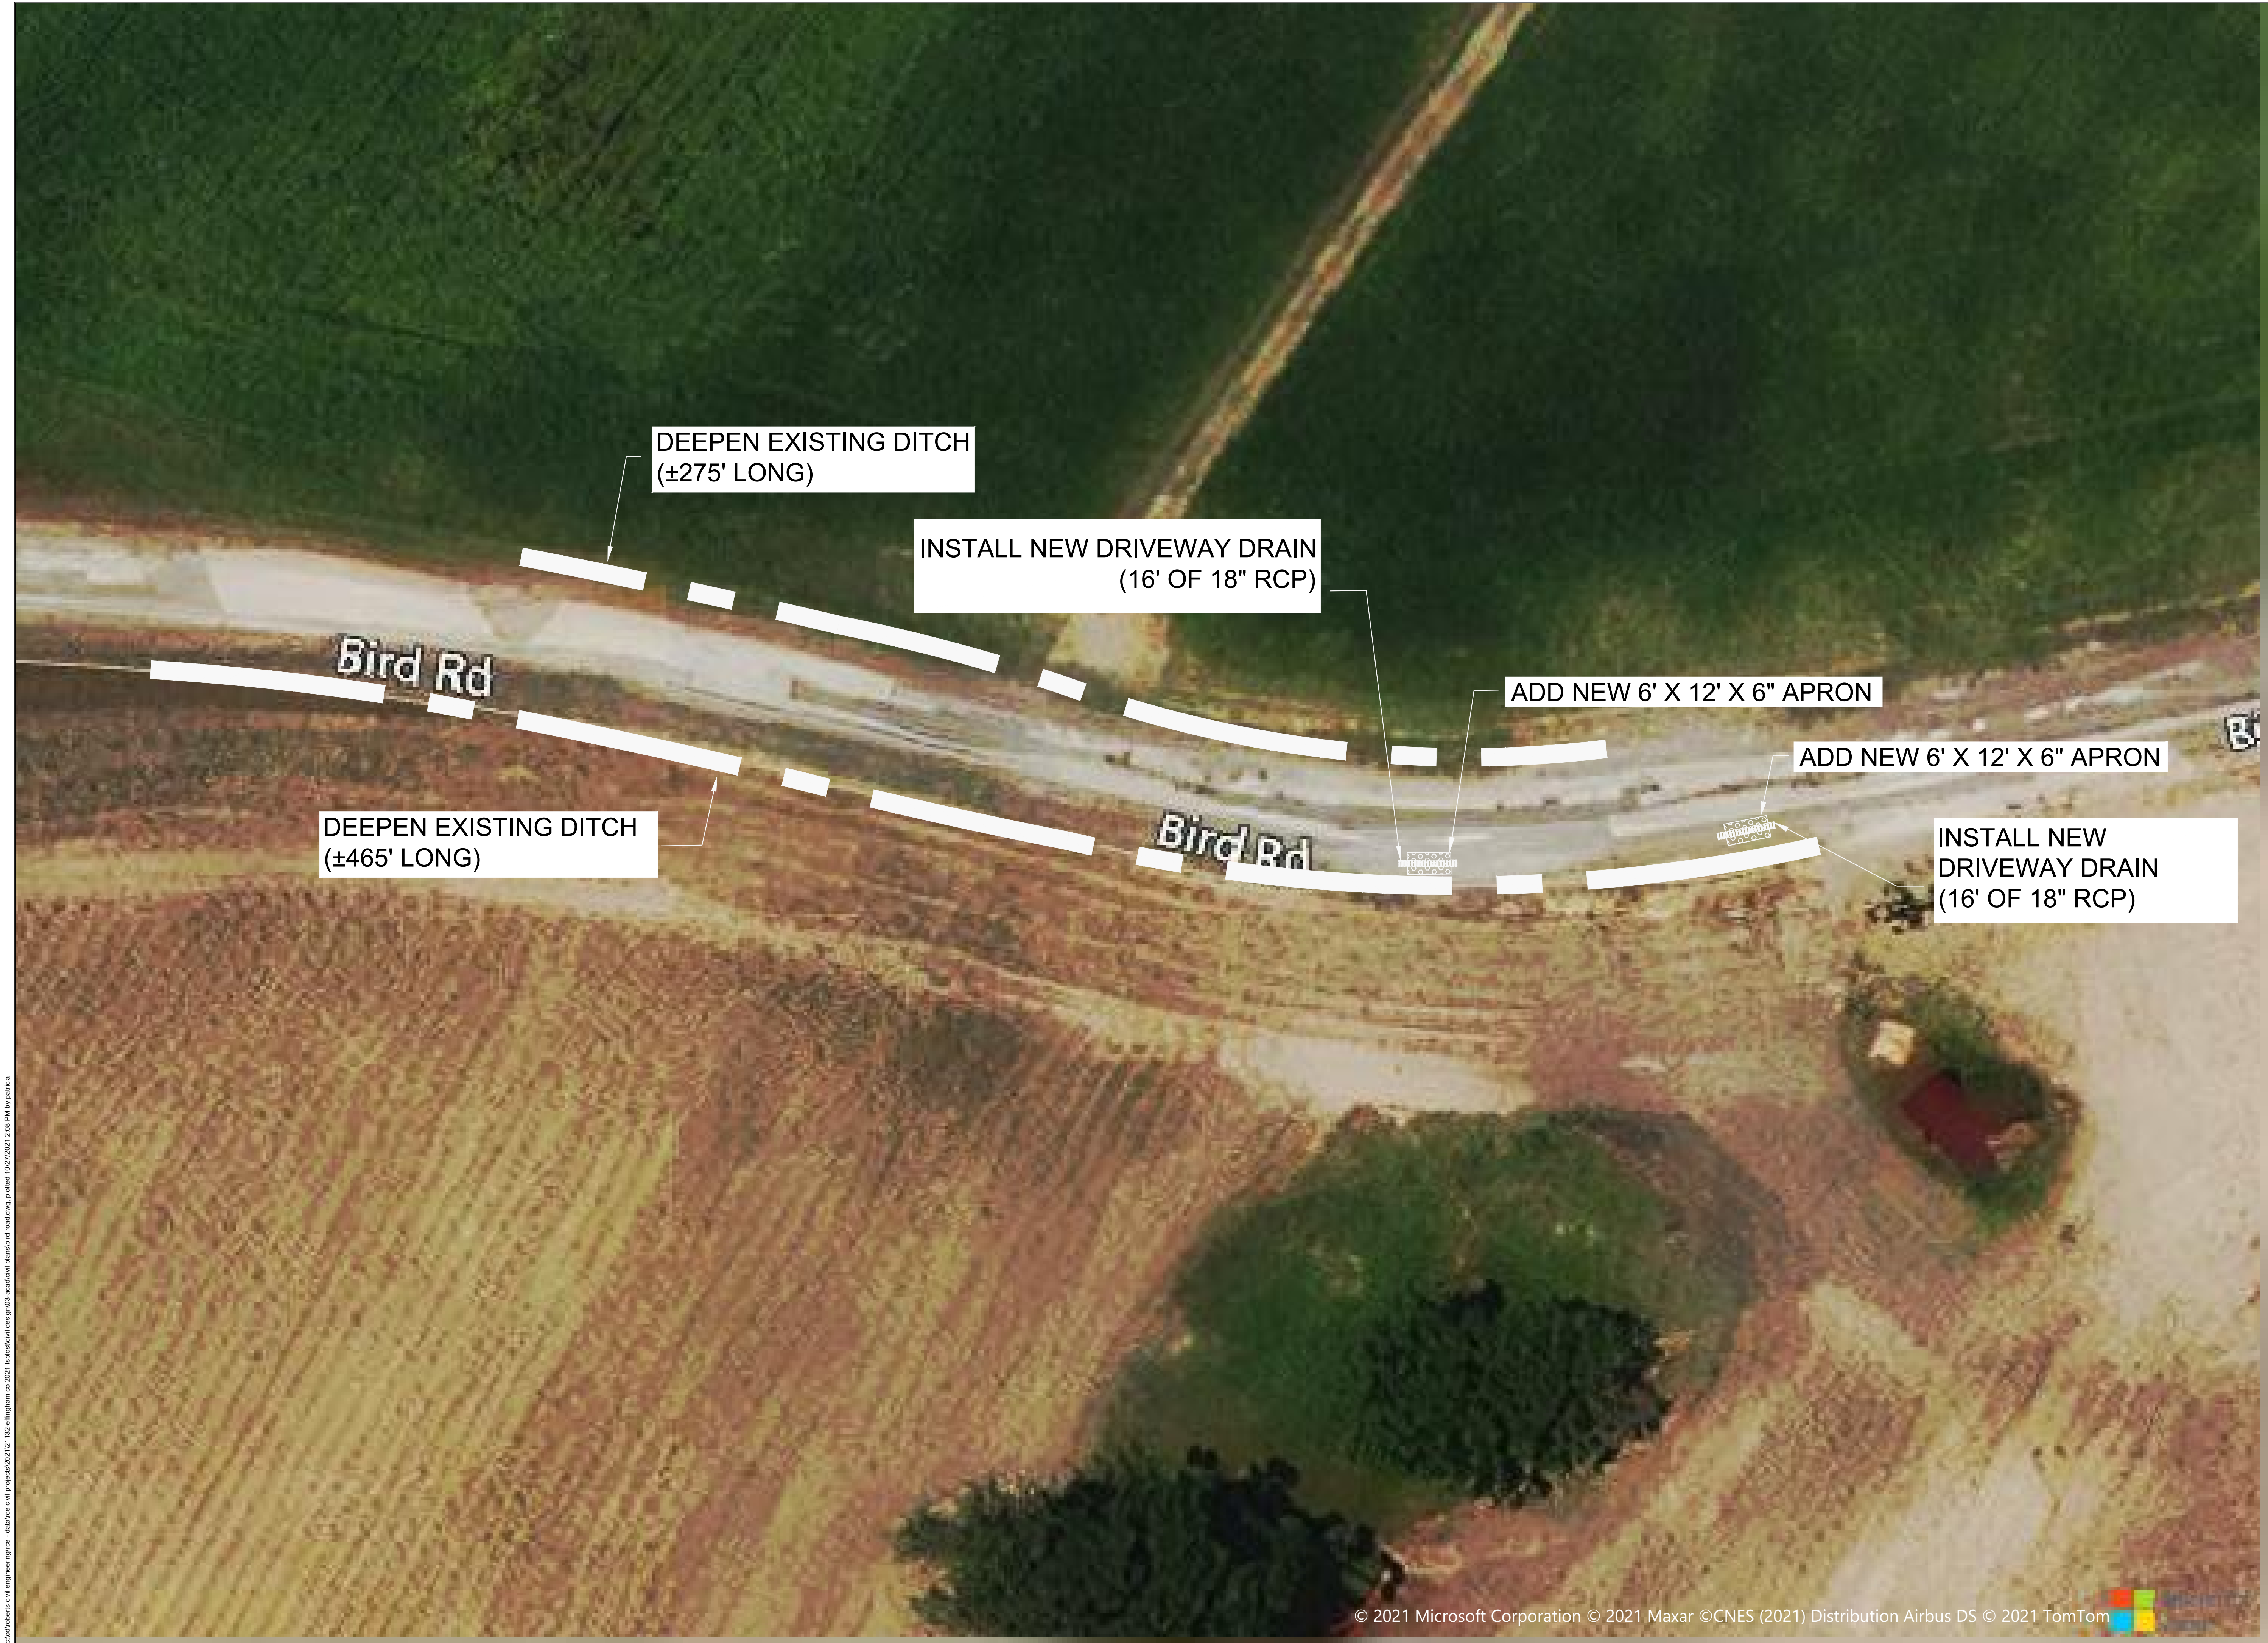 DEEPEN EXISTING DITCH
(±275' LONG)
INSTALL NEW DRIVEWAY DRAIN
(16' OF 18" RCP)
Bird Rd
ADD NEW 6' X 12' X 6" APRON
ADD NEW 6' X 12' X 6" APRON
DEEPEN EXISTING DITCH
(±465' LONG)
Bird Rd
INSTALL NEW
DRIVEWAY DRAIN
(16' OF 18" RCP)
© 2021 Microsoft Corporation © 2021 Maxar ©CNES (2021) Distribution Airbus DS © 2021 TomTom